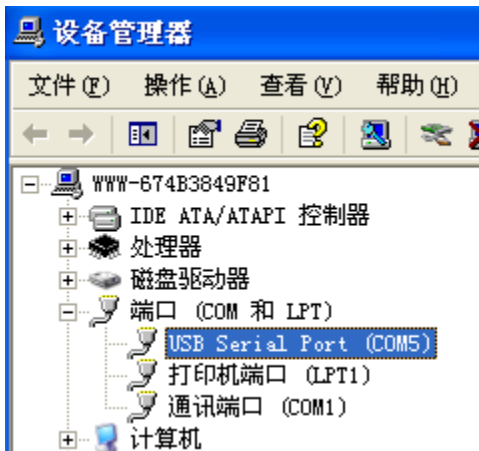 设备管理器
文件(F) 操作(A) 查看(V) 帮助(H)
WWW-674B3849F81
IDE ATA/ATAPI 控制器
处理器
磁盘驱动器
端口 (COM 和 LPT)
USB Serial Port (COM5)
打印机端口 (LPT1)
通讯端口 (COM1)
计算机